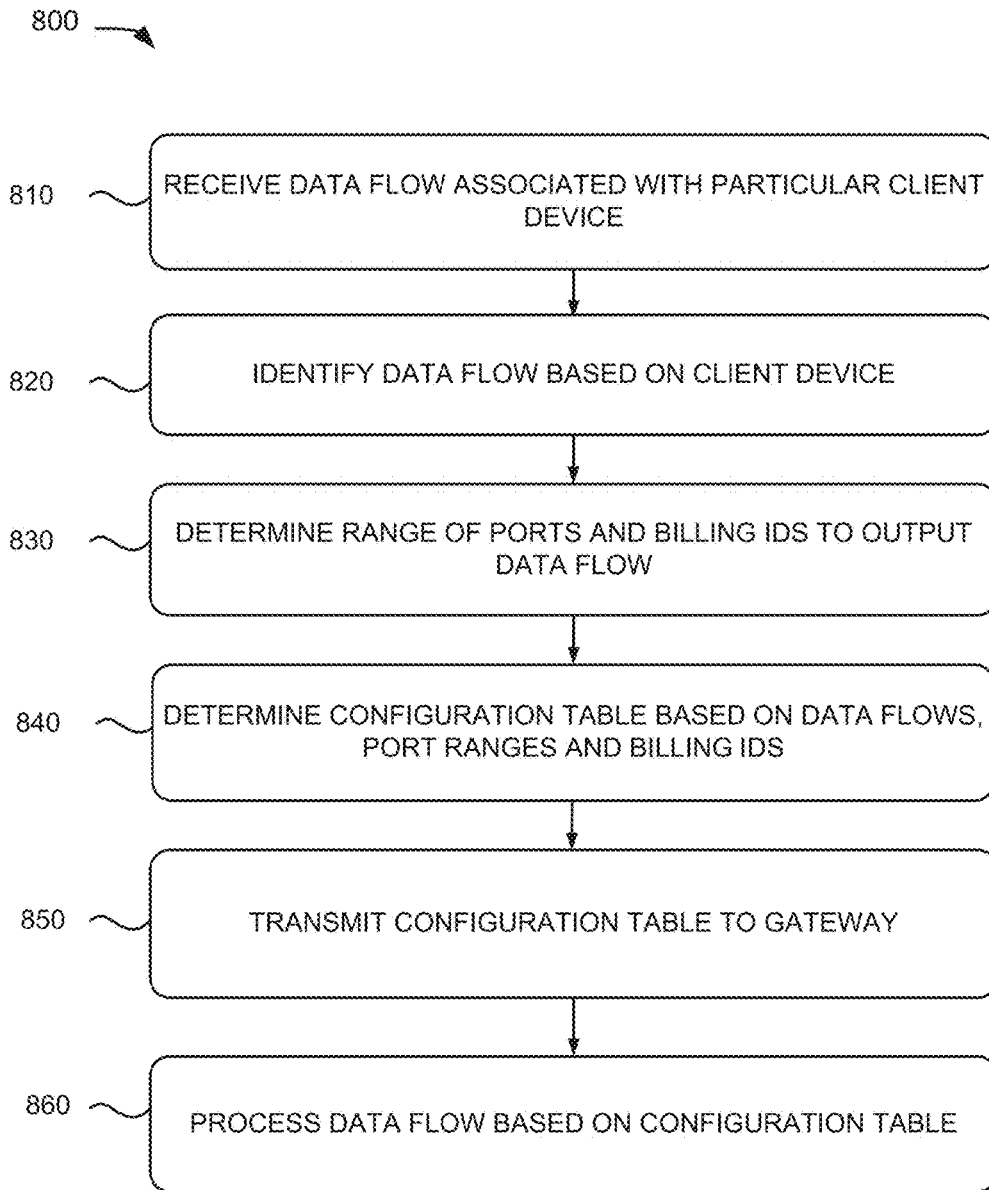 800
810
RECEIVE DATA FLOW ASSOCIATED WITH PARTICULAR CLIENT
DEVICE
820
IDENTIFY DATA FLOW BASED ON CLIENT DEVICE
830
DETERMINE RANGE OF PORTS AND BILLING IDS TO OUTPUT
DATA FLOW
840
DETERMINE CONFIGURATION TABLE BASED ON DATA FLOWS,
PORT RANGES AND BILLING IDS
850
TRANSMIT CONFIGURATION TABLE TO GATEWAY
860
PROCESS DATA FLOW BASED ON CONFIGURATION TABLE